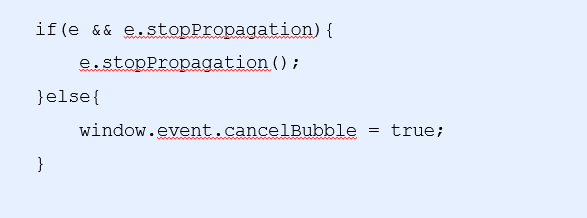 if(e && e.stopPropagation){
    e.stopPropagation();
}else{
    window.event.cancelBubble = true;
}